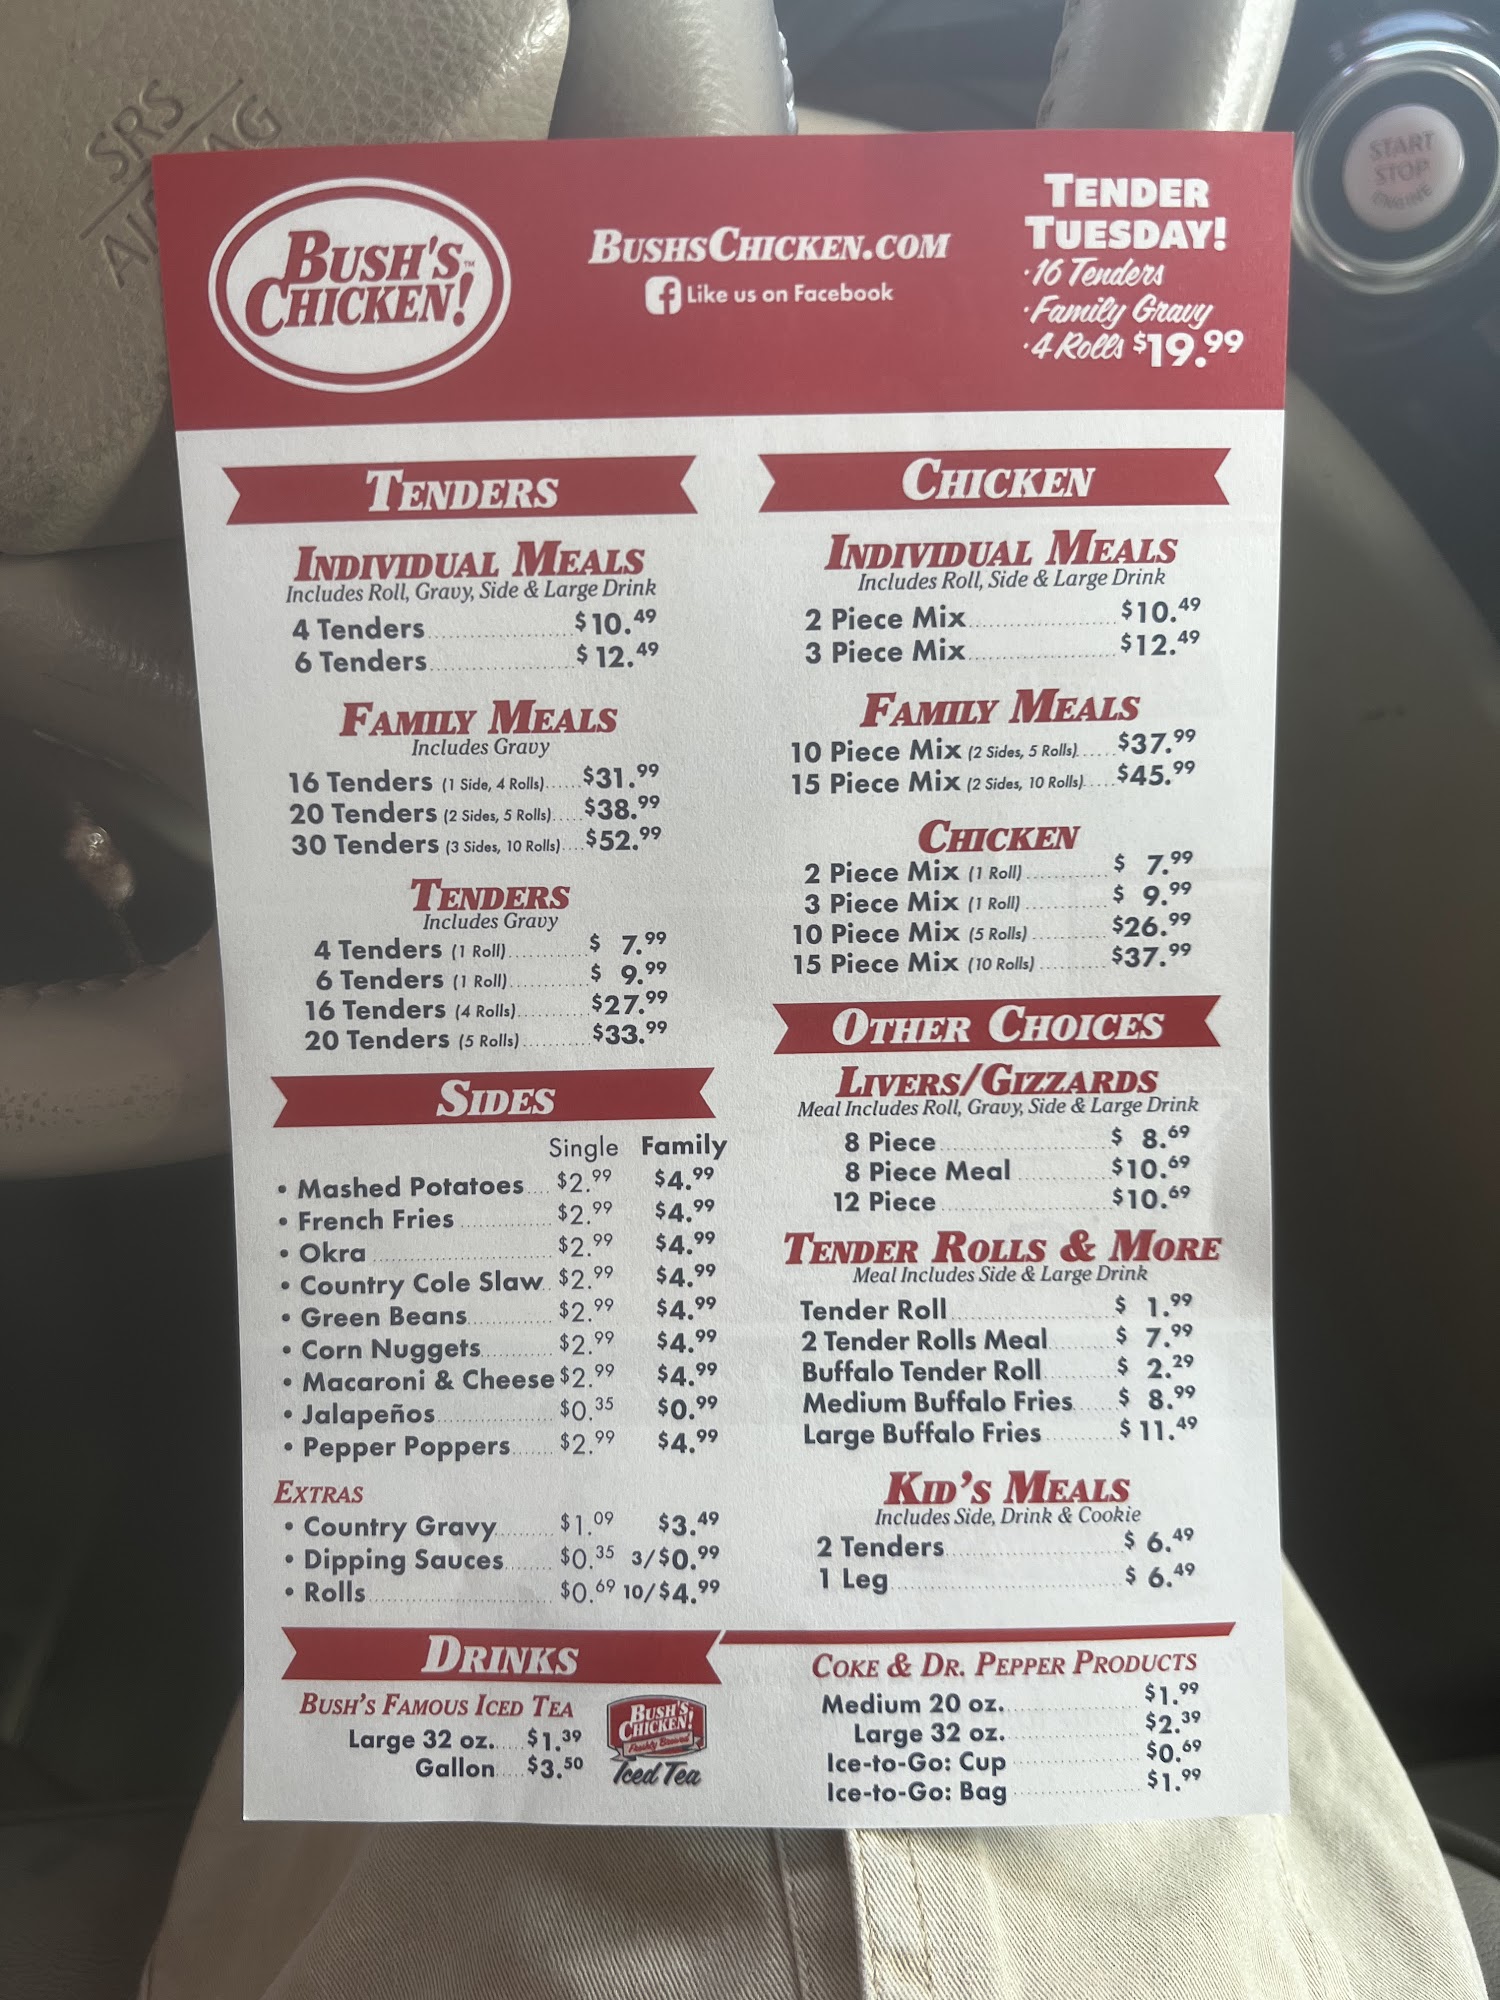 SRS
AIRBAG
START
STOP
ENGINE
BUSH'S
CHICKEN!™
BUSHSCHICKEN.COM
Like us on Facebook
TENDER
TUESDAY!
·16 Tenders
·Family Gravy
·4 Rolls $19.99
TENDERS
INDIVIDUAL MEALS
Includes Roll, Gravy, Side & Large Drink
4 Tenders $10.49
6 Tenders $12.49
FAMILY MEALS
Includes Gravy
16 Tenders (1 Side, 4 Rolls) $31.99
20 Tenders (2 Sides, 5 Rolls) $38.99
30 Tenders (3 Sides, 10 Rolls) $52.99
TENDERS
Includes Gravy
4 Tenders (1 Roll) $7.99
6 Tenders (1 Roll) $9.99
16 Tenders (4 Rolls) $27.99
20 Tenders (5 Rolls) $33.99
SIDES
Single Family
• Mashed Potatoes $2.99 $4.99
• French Fries $2.99 $4.99
• Okra $2.99 $4.99
• Country Cole Slaw $2.99 $4.99
• Green Beans $2.99 $4.99
• Corn Nuggets $2.99 $4.99
• Macaroni & Cheese $2.99 $4.99
• Jalapeños $0.35 $0.99
• Pepper Poppers $2.99 $4.99
EXTRAS
• Country Gravy $1.09 $3.49
• Dipping Sauces $0.35 3/$0.99
• Rolls $0.69 10/$4.99
CHICKEN
INDIVIDUAL MEALS
Includes Roll, Side & Large Drink
2 Piece Mix $10.49
3 Piece Mix $12.49
FAMILY MEALS
10 Piece Mix (2 Sides, 5 Rolls) $37.99
15 Piece Mix (2 Sides, 10 Rolls) $45.99
CHICKEN
2 Piece Mix (1 Roll) $7.99
3 Piece Mix (1 Roll) $9.99
10 Piece Mix (5 Rolls) $26.99
15 Piece Mix (10 Rolls) $37.99
OTHER CHOICES
LIVERS/GIZZARDS
Meal Includes Roll, Gravy, Side & Large Drink
8 Piece $8.69
8 Piece Meal $10.69
12 Piece $10.69
TENDER ROLLS & MORE
Meal Includes Side & Large Drink
Tender Roll $1.99
2 Tender Rolls Meal $7.99
Buffalo Tender Roll $2.29
Medium Buffalo Fries $8.99
Large Buffalo Fries $11.49
KID'S MEALS
Includes Side, Drink & Cookie
2 Tenders $6.49
1 Leg $6.49
DRINKS
BUSH'S FAMOUS ICED TEA
Large 32 oz. $1.39
Gallon $3.50
BUSH'S
CHICKEN!
Freshly Brewed
Iced Tea
COKE & DR. PEPPER PRODUCTS
Medium 20 oz. $1.99
Large 32 oz. $2.39
Ice-to-Go: Cup $0.69
Ice-to-Go: Bag $1.99